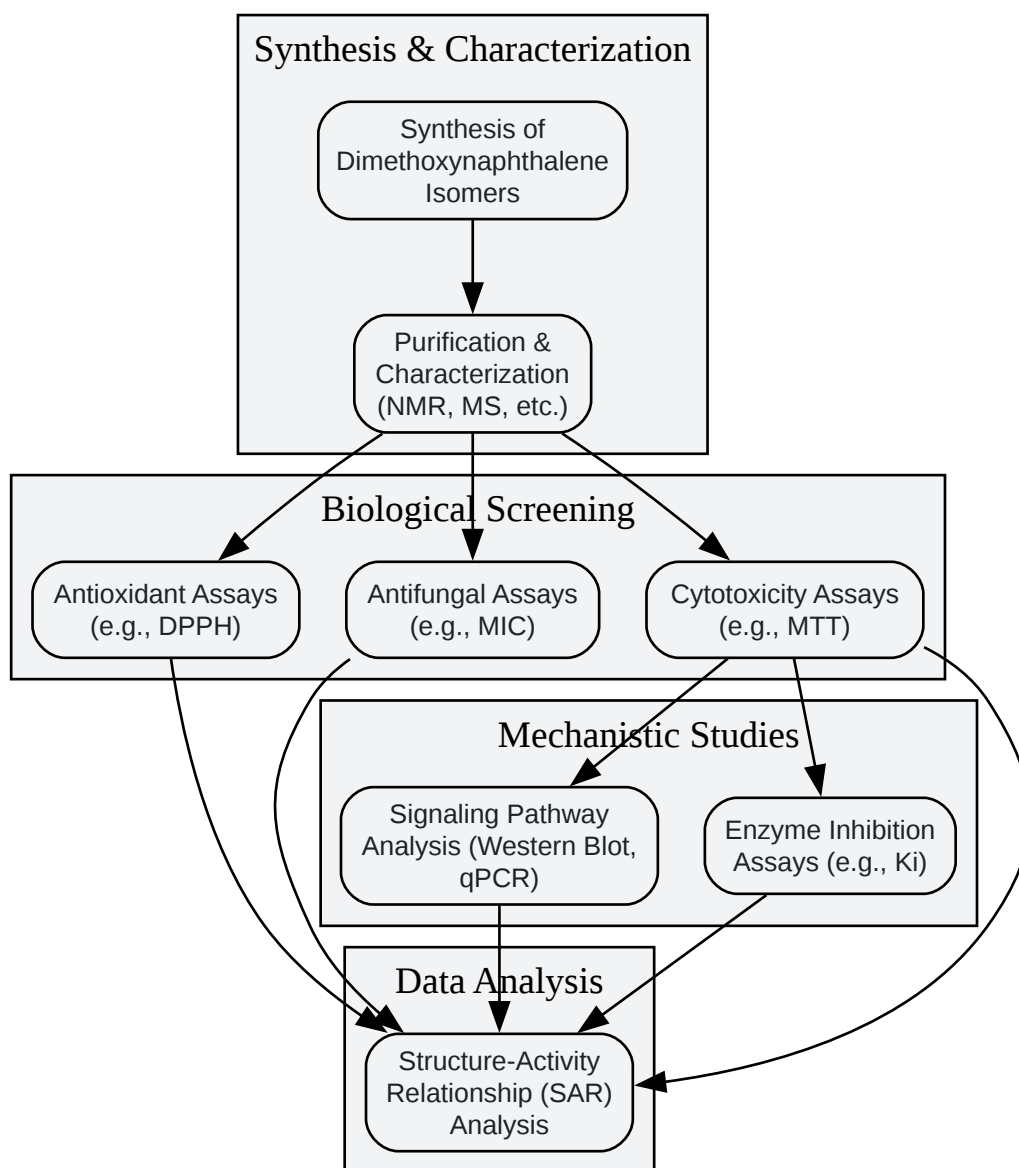 Synthesis & Characterization
Synthesis of
Dimethoxynaphthalene
Isomers
Purification &
Characterization
(NMR, MS, etc.)
Biological Screening
Antioxidant Assays
(e.g., DPPH)
Antifungal Assays
(e.g., MIC)
Cytotoxicity Assays
(e.g., MTT)
Mechanistic Studies
Signaling Pathway
Analysis (Western Blot,
qPCR)
Enzyme Inhibition
Assays (e.g., Ki)
Data Analysis
Structure-Activity
Relationship (SAR)
Analysis